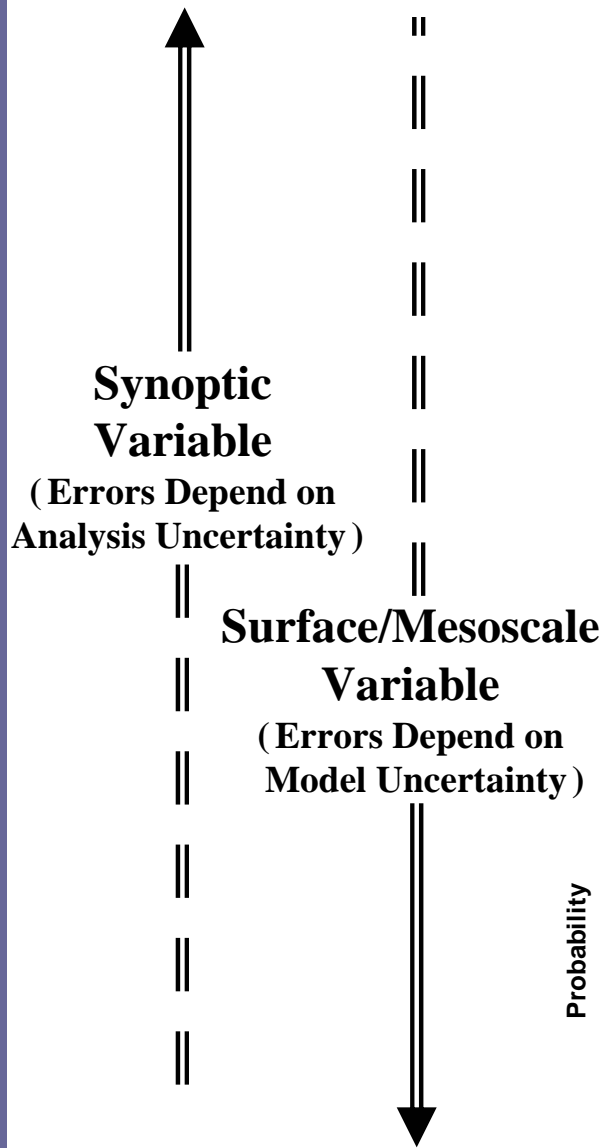 Synoptic
Variable
(Errors Depend on
Analysis Uncertainty)
Surface/Mesoscale
Variable
(Errors Depend on
Model Uncertainty)
Probability